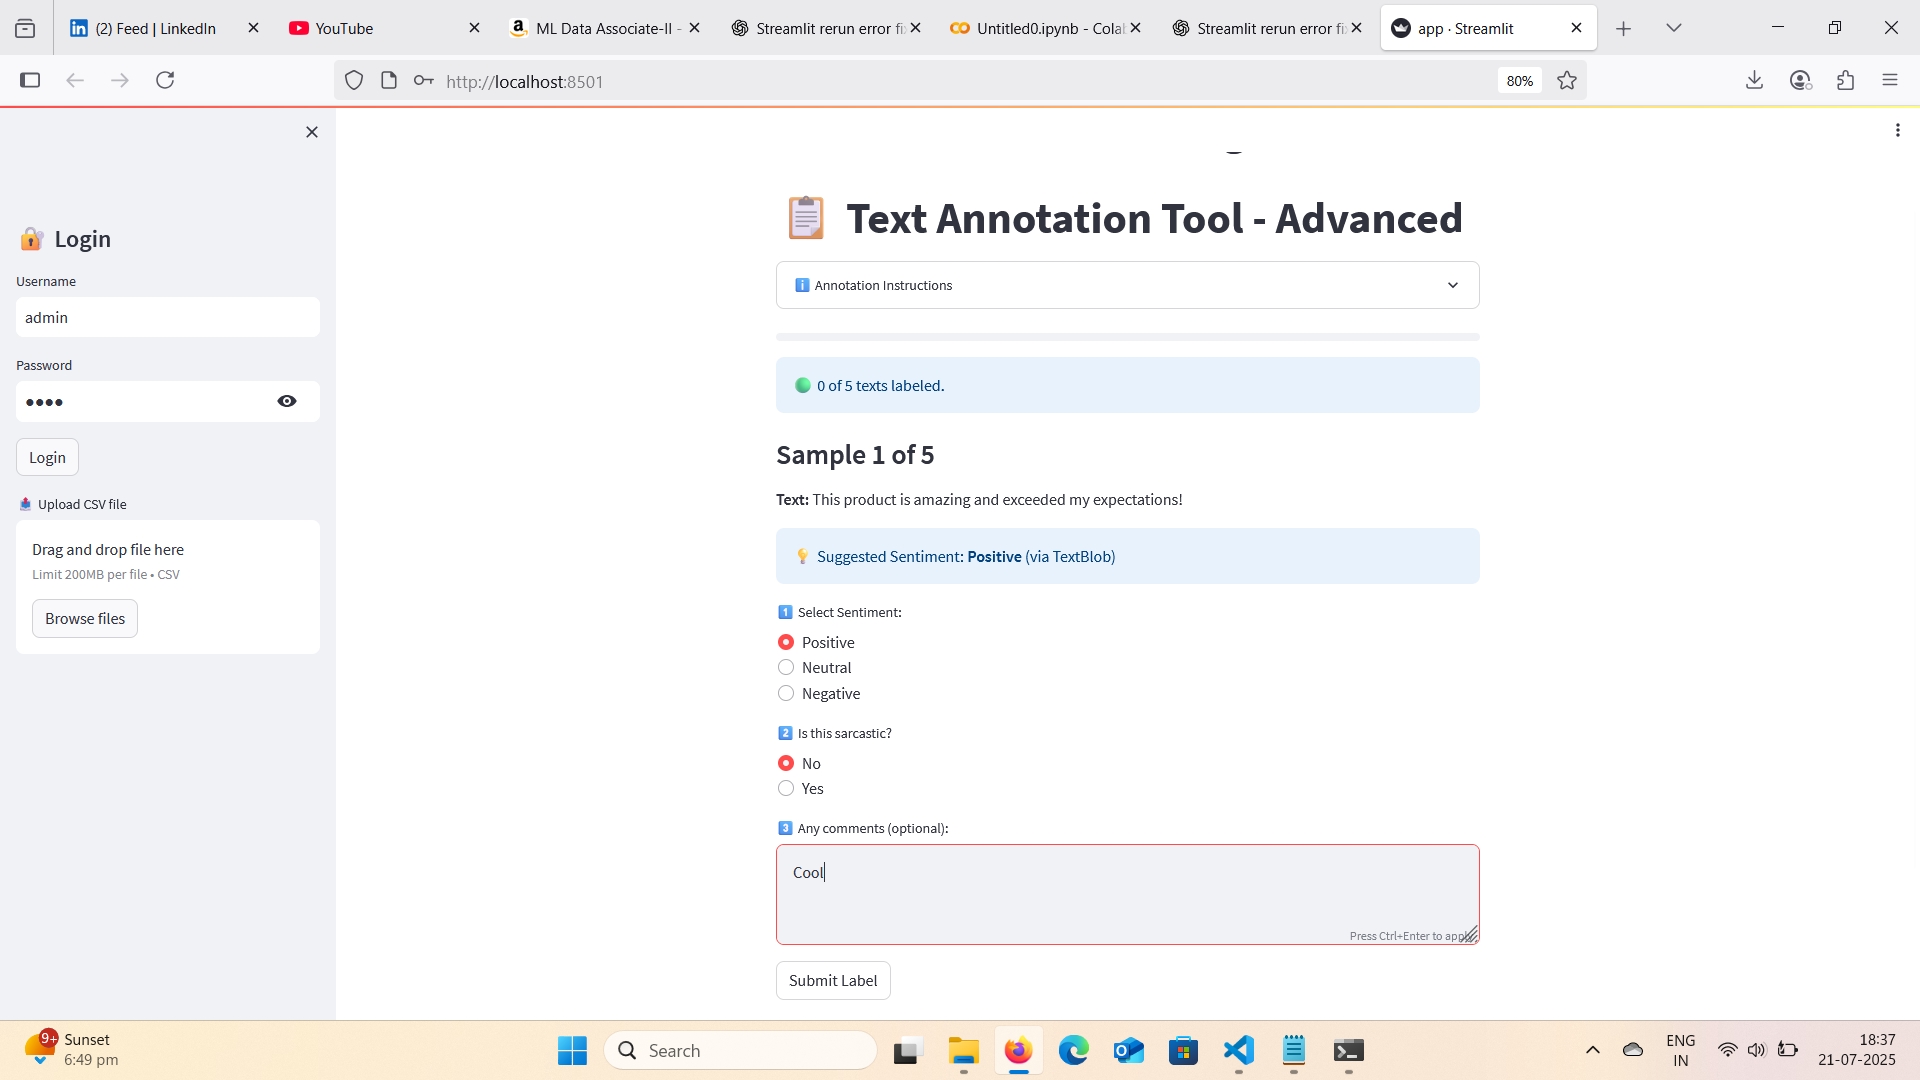 (2) Feed | LinkedIn
YouTube
ML Data Associate-II -
Streamlit rerun error fi
Untitled0.ipynb - Colal
Streamlit rerun error fi
app · Streamlit
http://localhost:8501
80%
Login
Username
admin
Password
Login
Upload CSV file
Drag and drop file here
Limit 200MB per file • CSV
Browse files
Text Annotation Tool - Advanced
Annotation Instructions
0 of 5 texts labeled.
Sample 1 of 5
Text: This product is amazing and exceeded my expectations!
Suggested Sentiment: Positive (via TextBlob)
1 Select Sentiment:
Positive
Neutral
Negative
2 Is this sarcastic?
No
Yes
3 Any comments (optional):
Cool
Press Ctrl+Enter to apply
Submit Label
9+
Sunset
6:49 pm
Search
ENG
IN
18:37
21-07-2025